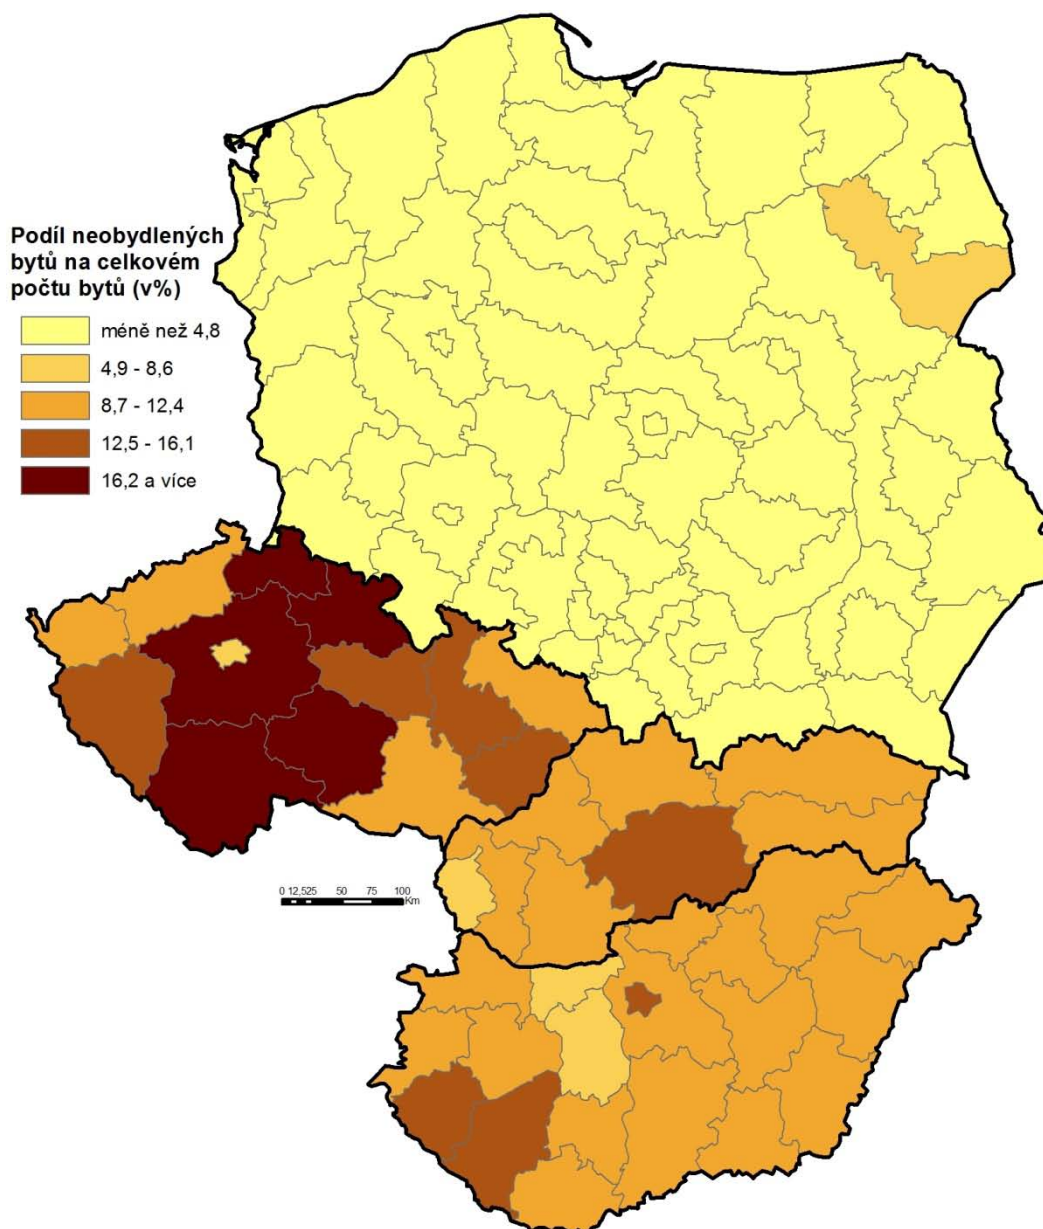 Podíl neobydlených
bytů na celkovém
počtu bytů (v%)
méně než 4,8
4,9 - 8,6
8,7 - 12,4
12,5 - 16,1
16,2 a více
0 12,525 50 75 100
Km